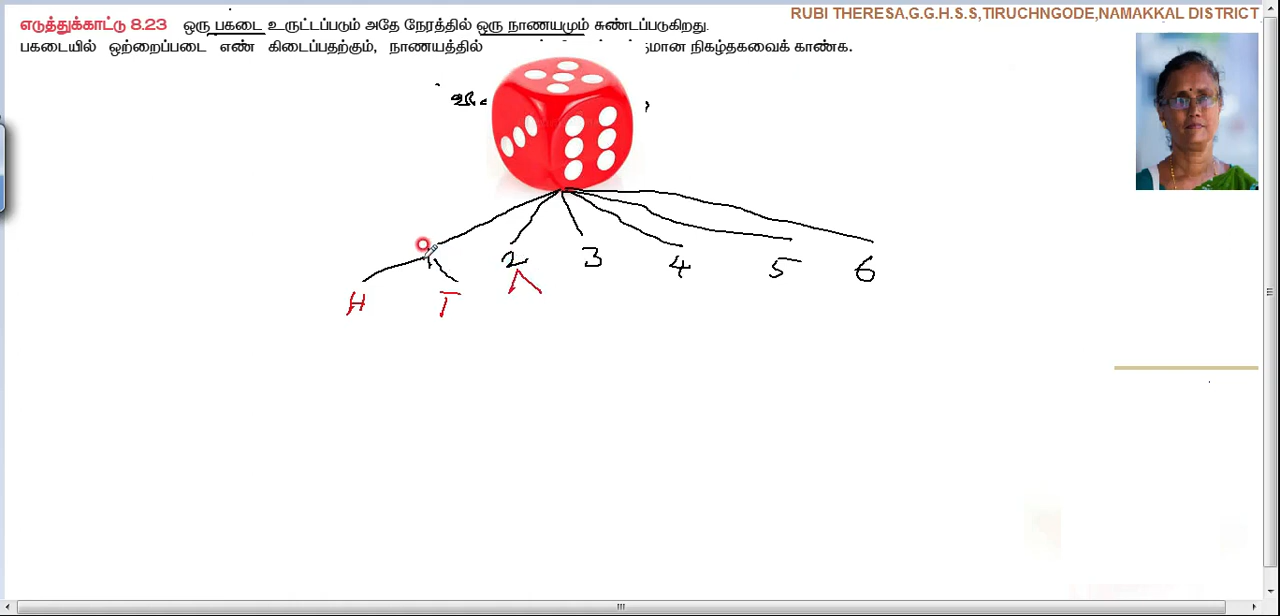 RUBI THERESA,G.G.H.S.S,TIRUCHNGODE,NAMAKKAL DISTRICT
எடுத்துக்காட்டு 8.23 ஒரு பகடை உருட்டப்படும் அதே நேரத்தில் ஒரு நாணயமும் சுண்டப்படுகிறது.
பகடையில் ஒற்றைப்படை எண் கிடைப்பதற்கும், நாணயத்தில் நிகழ்தகவைக் காண்க.
1 2 3 4 5 6
H T